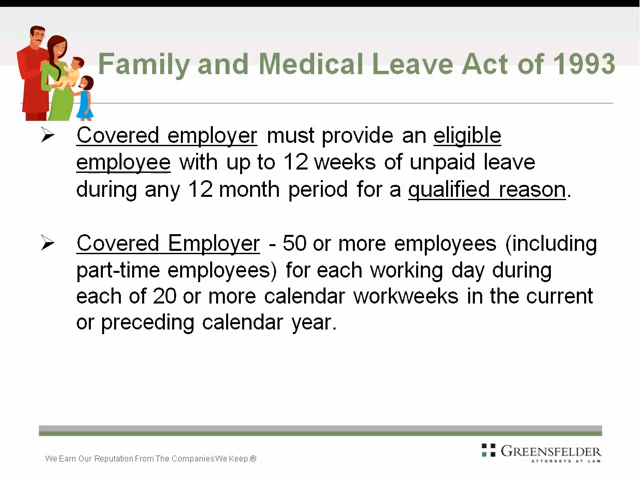 Family and Medical Leave Act of 1993
➢ Covered employer must provide an eligible
employee with up to 12 weeks of unpaid leave
during any 12 month period for a qualified reason.
➢ Covered Employer - 50 or more employees (including
part-time employees) for each working day during
each of 20 or more calendar workweeks in the current
or preceding calendar year.
We Earn Our Reputation From The Companies We Keep.®
GREENSFELDER
ATTORNEYS AT LAW